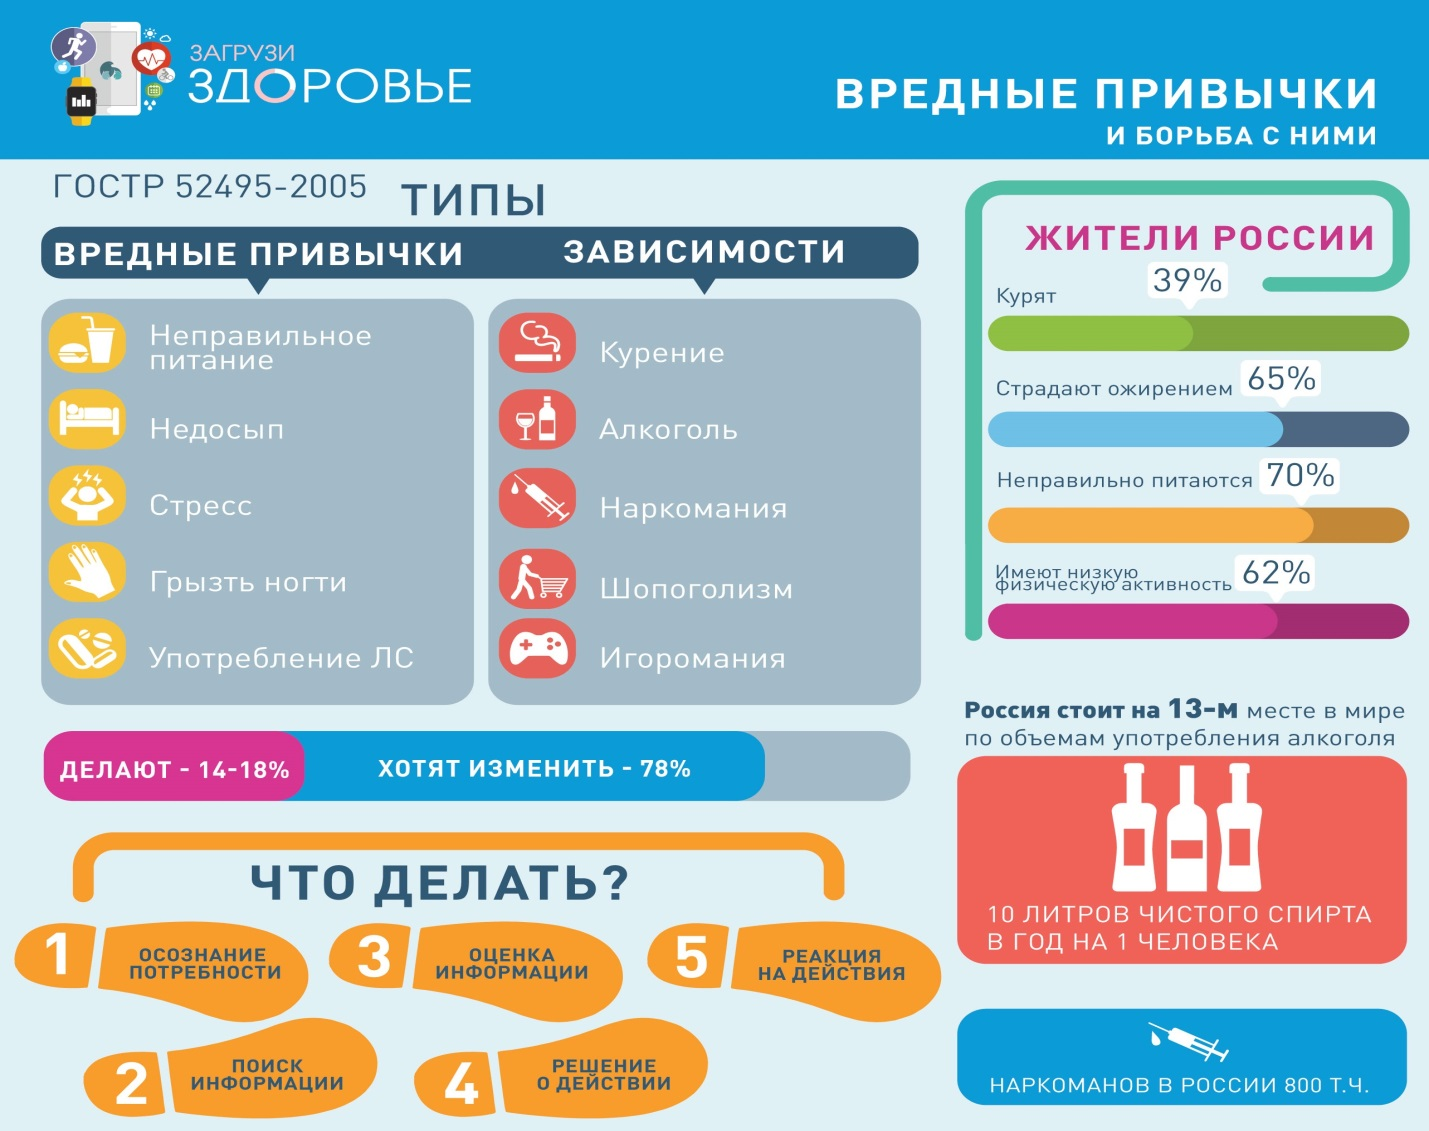 ЗАГРУЗИ
ЗДОРОВЬЕ
ВРЕДНЫЕ ПРИВЫЧКИ
И БОРЬБА С НИМИ
ГОСТР 52495-2005
ТИПЫ
ВРЕДНЫЕ ПРИВЫЧКИ
Неправильное
питание
Недосып
Стресс
Грызть ногти
Употребление ЛС
ЗАВИСИМОСТИ
Курение
Алкоголь
Наркомания
Шопоголизм
Игоромания
ДЕЛАЮТ - 14-18%
ХОТЯТ ИЗМЕНИТЬ - 78%
ЧТО ДЕЛАТЬ?
1
ОСОЗНАНИЕ
ПОТРЕБНОСТИ
2
ПОИСК
ИНФОРМАЦИИ
3
ОЦЕНКА
ИНФОРМАЦИИ
4
РЕШЕНИЕ
О ДЕЙСТВИИ
5
РЕАКЦИЯ
НА ДЕЙСТВИЯ
ЖИТЕЛИ РОССИИ
Курят 39%
Страдают ожирением 65%
Неправильно питаются 70%
Имеют низкую
физическую активность 62%
Россия стоит на 13-м месте в мире
по объемам употребления алкоголя
10 ЛИТРОВ ЧИСТОГО СПИРТА
В ГОД НА 1 ЧЕЛОВЕКА
НАРКОМАНОВ В РОССИИ 800 Т.Ч.